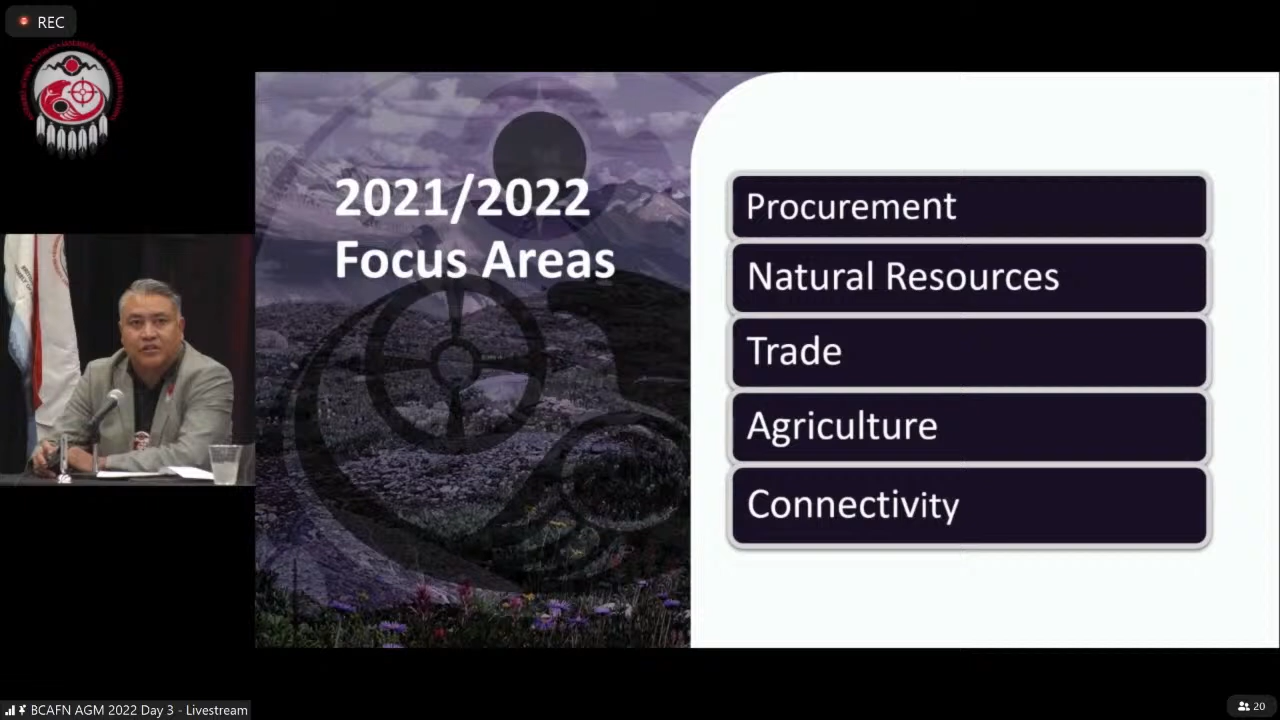 REC
2021/2022
Focus Areas
Procurement
Natural Resources
Trade
Agriculture
Connectivity
BCAFN AGM 2022 Day 3 - Livestream
20